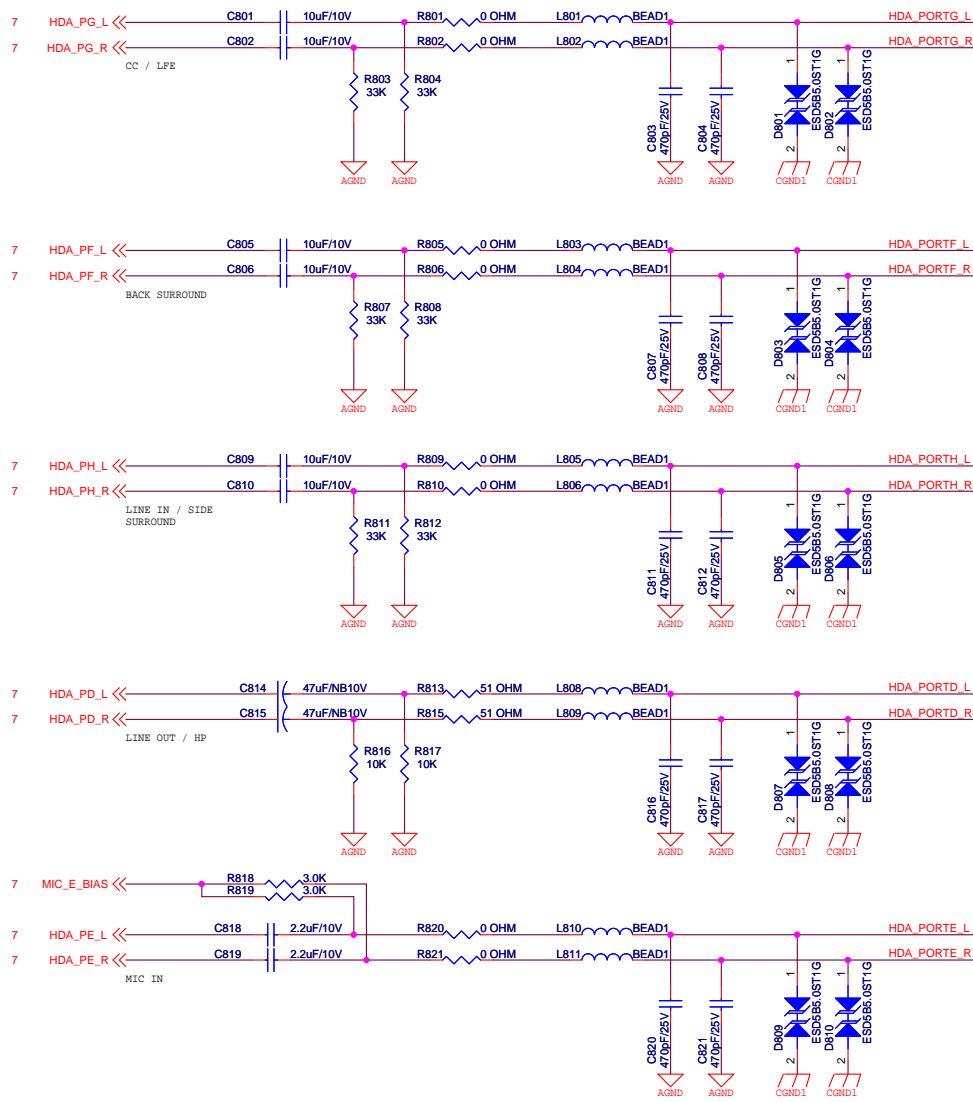 7 HDA_PG_L C801 10uF/10V R801 0 OHM L801 BEAD1 HDA_PORTG_L
7 HDA_PG_R C802 10uF/10V R802 0 OHM L802 BEAD1 HDA_PORTG_R
CC / LFE
R803 33K
R804 33K
C803 470pF/25V
C804 470pF/25V
D801 ESD5B5.0ST1G 1 2
D802 ESD5B5.0ST1G 1 2
AGND AGND AGND AGND CGND1 CGND1
7 HDA_PF_L C805 10uF/10V R805 0 OHM L803 BEAD1 HDA_PORTF_L
7 HDA_PF_R C806 10uF/10V R806 0 OHM L804 BEAD1 HDA_PORTF_R
BACK SURROUND
R807 33K
R808 33K
C807 470pF/25V
C808 470pF/25V
D803 ESD5B5.0ST1G 1 2
D804 ESD5B5.0ST1G 1 2
AGND AGND AGND AGND CGND1 CGND1
7 HDA_PH_L C809 10uF/10V R809 0 OHM L805 BEAD1 HDA_PORTH_L
7 HDA_PH_R C810 10uF/10V R810 0 OHM L806 BEAD1 HDA_PORTH_R
LINE IN / SIDE
SURROUND
R811 33K
R812 33K
C811 470pF/25V
C812 470pF/25V
D805 ESD5B5.0ST1G 1 2
D806 ESD5B5.0ST1G 1 2
AGND AGND AGND AGND CGND1 CGND1
7 HDA_PD_L C814 47uF/NB10V R813 51 OHM L808 BEAD1 HDA_PORTD_L
7 HDA_PD_R C815 47uF/NB10V R815 51 OHM L809 BEAD1 HDA_PORTD_R
LINE OUT / HP
R816 10K
R817 10K
C816 470pF/25V
C817 470pF/25V
D807 ESD5B5.0ST1G 1 2
D808 ESD5B5.0ST1G 1 2
AGND AGND AGND AGND CGND1 CGND1
7 MIC_E_BIAS R818 3.0K
R819 3.0K
7 HDA_PE_L C818 2.2uF/10V R820 0 OHM L810 BEAD1 HDA_PORTE_L
7 HDA_PE_R C819 2.2uF/10V R821 0 OHM L811 BEAD1 HDA_PORTE_R
MIC IN
C820 470pF/25V
C821 470pF/25V
D809 ESD5B5.0ST1G 1 2
D810 ESD5B5.0ST1G 1 2
AGND AGND CGND1 CGND1